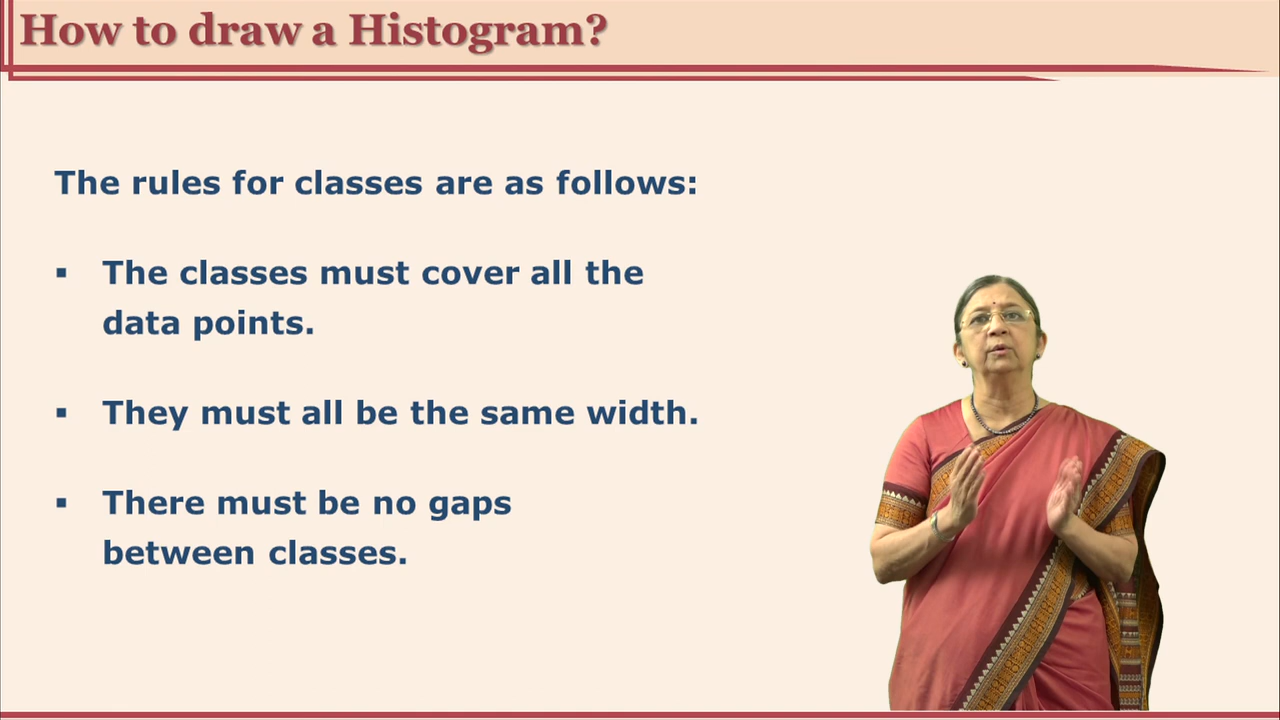 How to draw a Histogram?
The rules for classes are as follows:
▪ The classes must cover all the
data points.
▪ They must all be the same width.
▪ There must be no gaps
between classes.